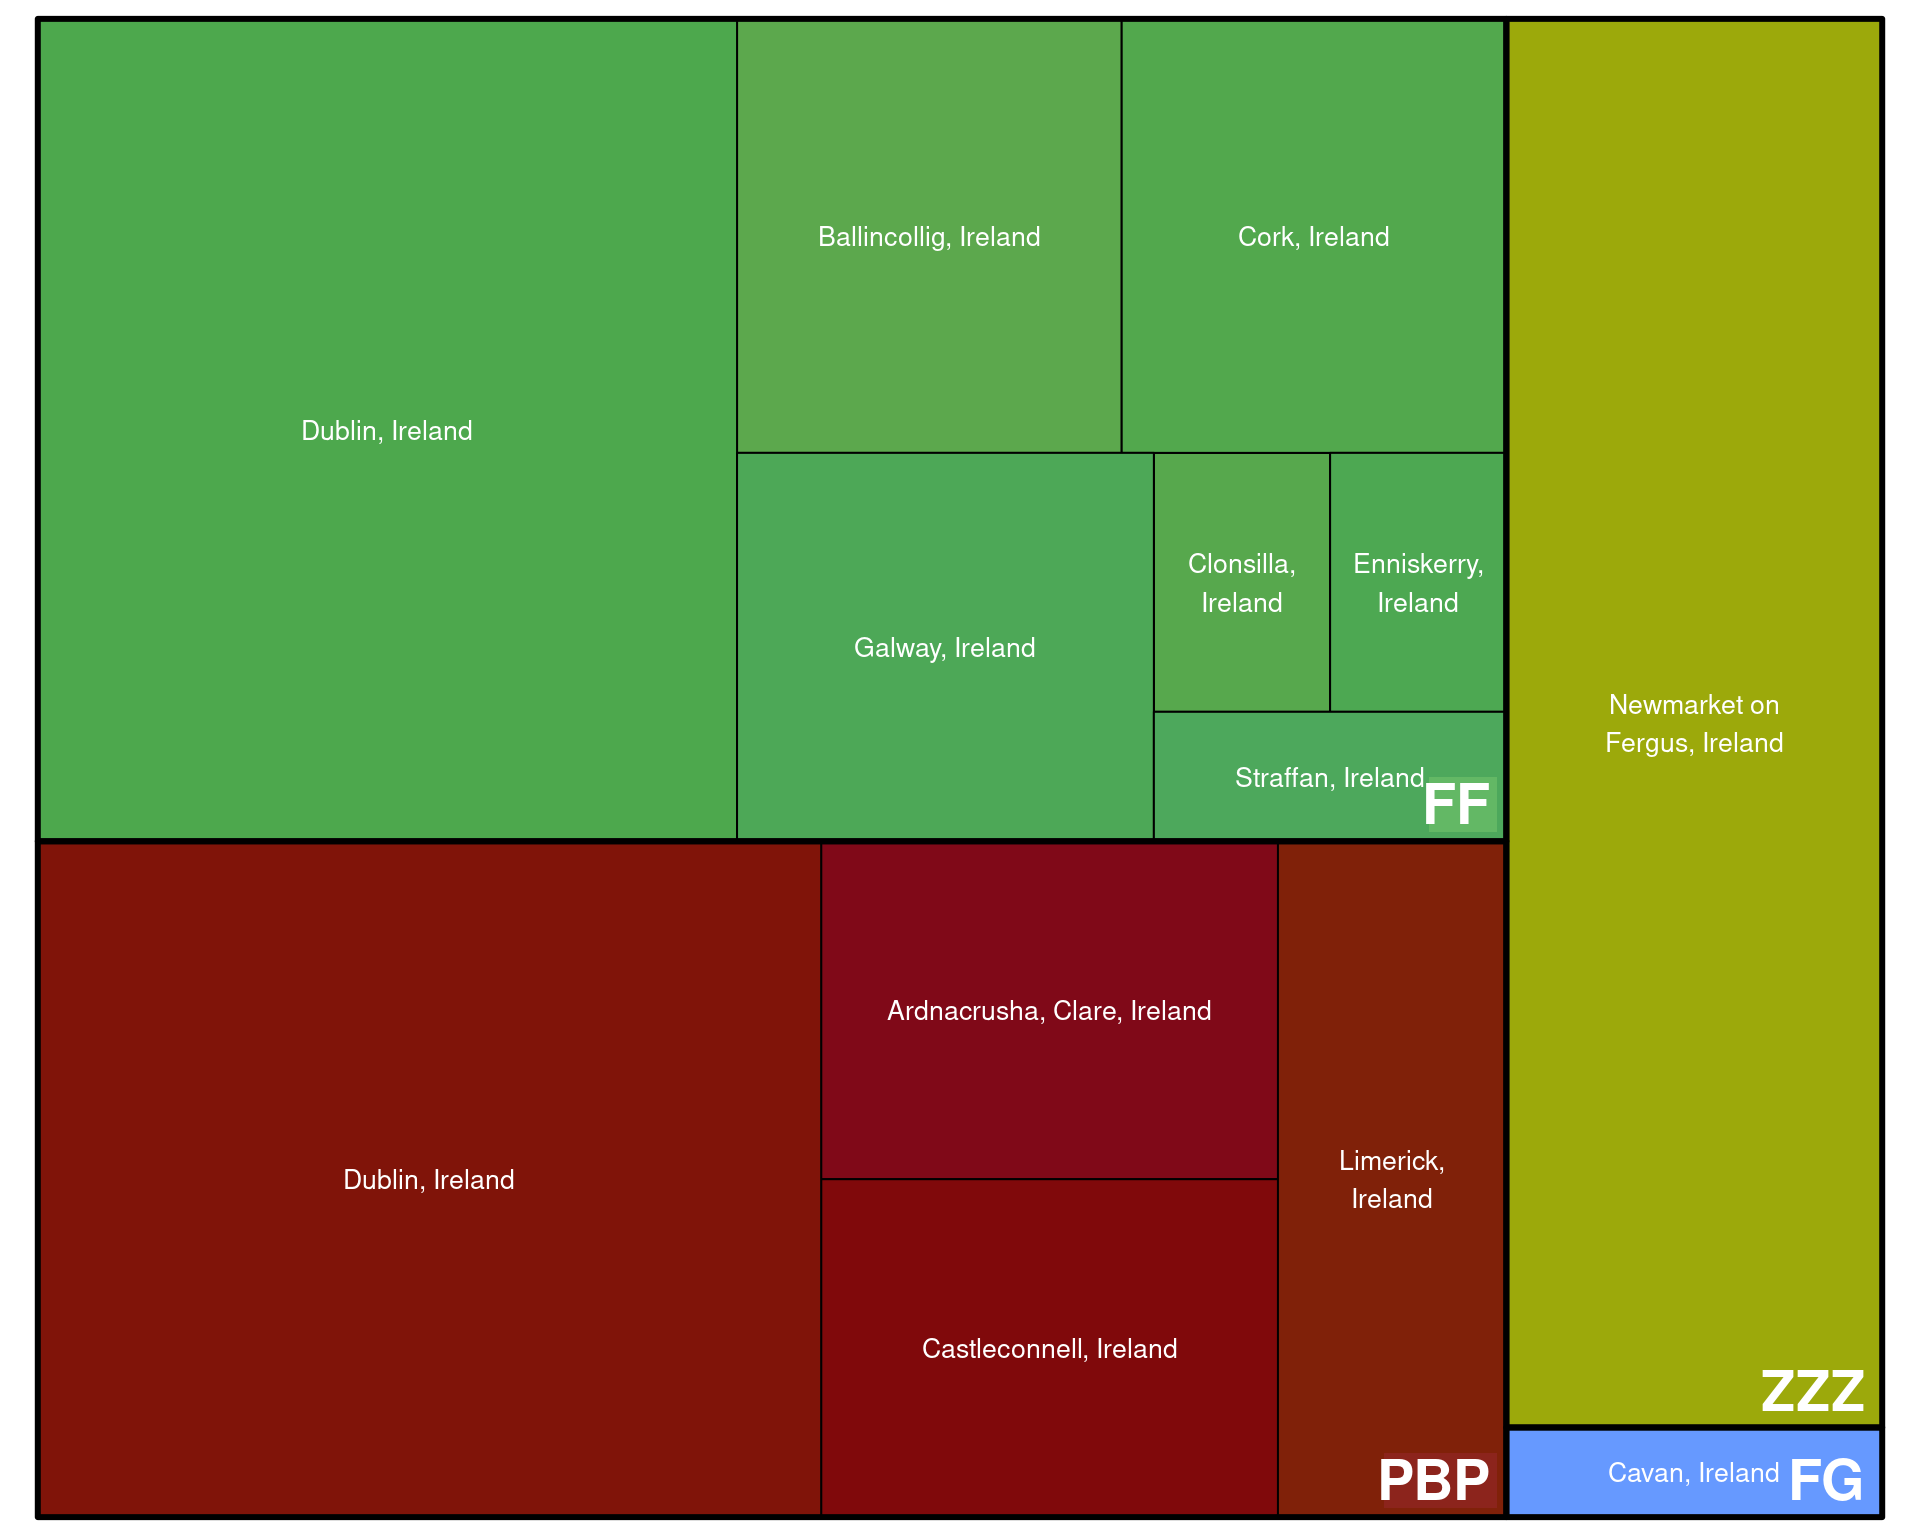 Dublin, Ireland
Ballincollig, Ireland
Cork, Ireland
Galway, Ireland
Clonsilla,
Ireland
Enniskerry,
Ireland
Straffan, Ireland
FF
Dublin, Ireland
Ardnacrusha, Clare, Ireland
Castleconnell, Ireland
Limerick,
Ireland
PBP
Newmarket on
Fergus, Ireland
ZZZ
Cavan, Ireland
FG